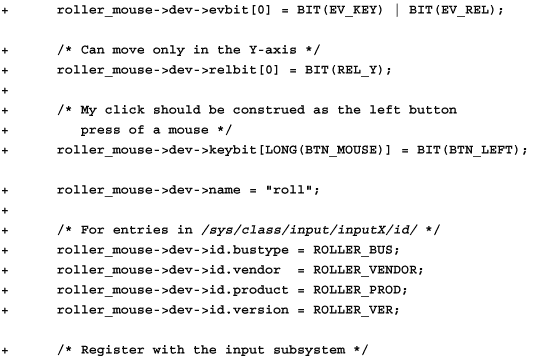 +      roller_mouse->dev->evbit[0] = BIT(EV_KEY) | BIT(EV_REL);
+      /* Can move only in the Y-axis */
+      roller_mouse->dev->relbit[0] = BIT(REL_Y);
+
+      /* My click should be construed as the left button
+         press of a mouse */
+      roller_mouse->dev->keybit[LONG(BTN_MOUSE)] = BIT(BTN_LEFT);
+      roller_mouse->dev->name = "roll";
+
+      /* For entries in /sys/class/input/inputX/id/ */
+      roller_mouse->dev->id.bustype = ROLLER_BUS;
+      roller_mouse->dev->id.vendor  = ROLLER_VENDOR;
+      roller_mouse->dev->id.product = ROLLER_PROD;
+      roller_mouse->dev->id.version = ROLLER_VER;
+      /* Register with the input subsystem */